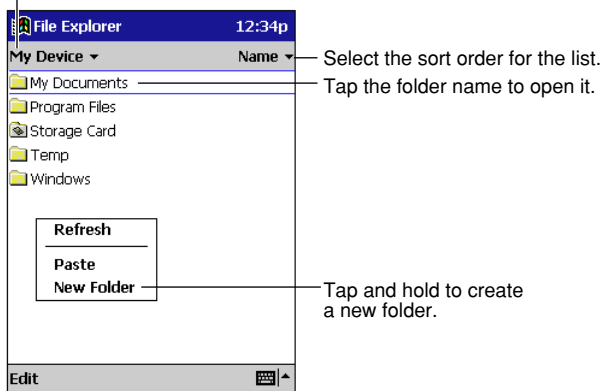 File Explorer 12:34p
My Device Name
Select the sort order for the list.
My Documents
Tap the folder name to open it.
Program Files
Storage Card
Temp
Windows
Refresh
Paste
New Folder
Tap and hold to create
a new folder.
Edit